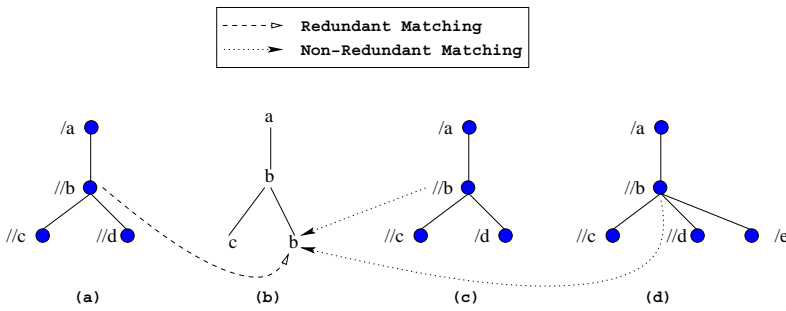 Redundant Matching
Non-Redundant Matching
/a a /a /a
//b b //b //b
//c //d c b //c /d //c //d /e
(a) (b) (c) (d)